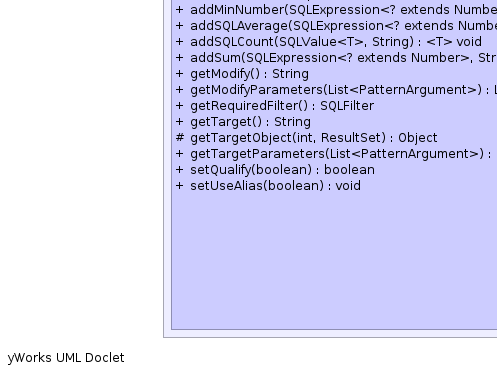 + addMinNumber(SQLExpression<? extends Numbe
+ addSQLAverage(SQLExpression<? extends Numbe
+ addSQLCount(SQLValue<T>, String) : <T> void
+ addSum(SQLExpression<? extends Number>, Str
+ getModify() : String
+ getModifyParameters(List<PatternArgument>) : L
+ getRequiredFilter() : SQLFilter
+ getTarget() : String
# getTargetObject(int, ResultSet) : Object
+ getTargetParameters(List<PatternArgument>) :
+ setQualify(boolean) : boolean
+ setUseAlias(boolean) : void
yWorks UML Doclet